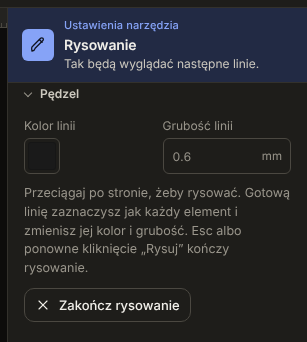 Ustawienia narzędzia
Rysowanie
Tak będą wyglądać następne linie.
Pędzel
Kolor linii
Grubość linii
0.6 mm
Przeciągaj po stronie, żeby rysować. Gotową
linię zaznaczysz jak każdy element i
zmienisz jej kolor i grubość. Esc albo
ponowne kliknięcie „Rysuj” kończy
rysowanie.
Zakończ rysowanie